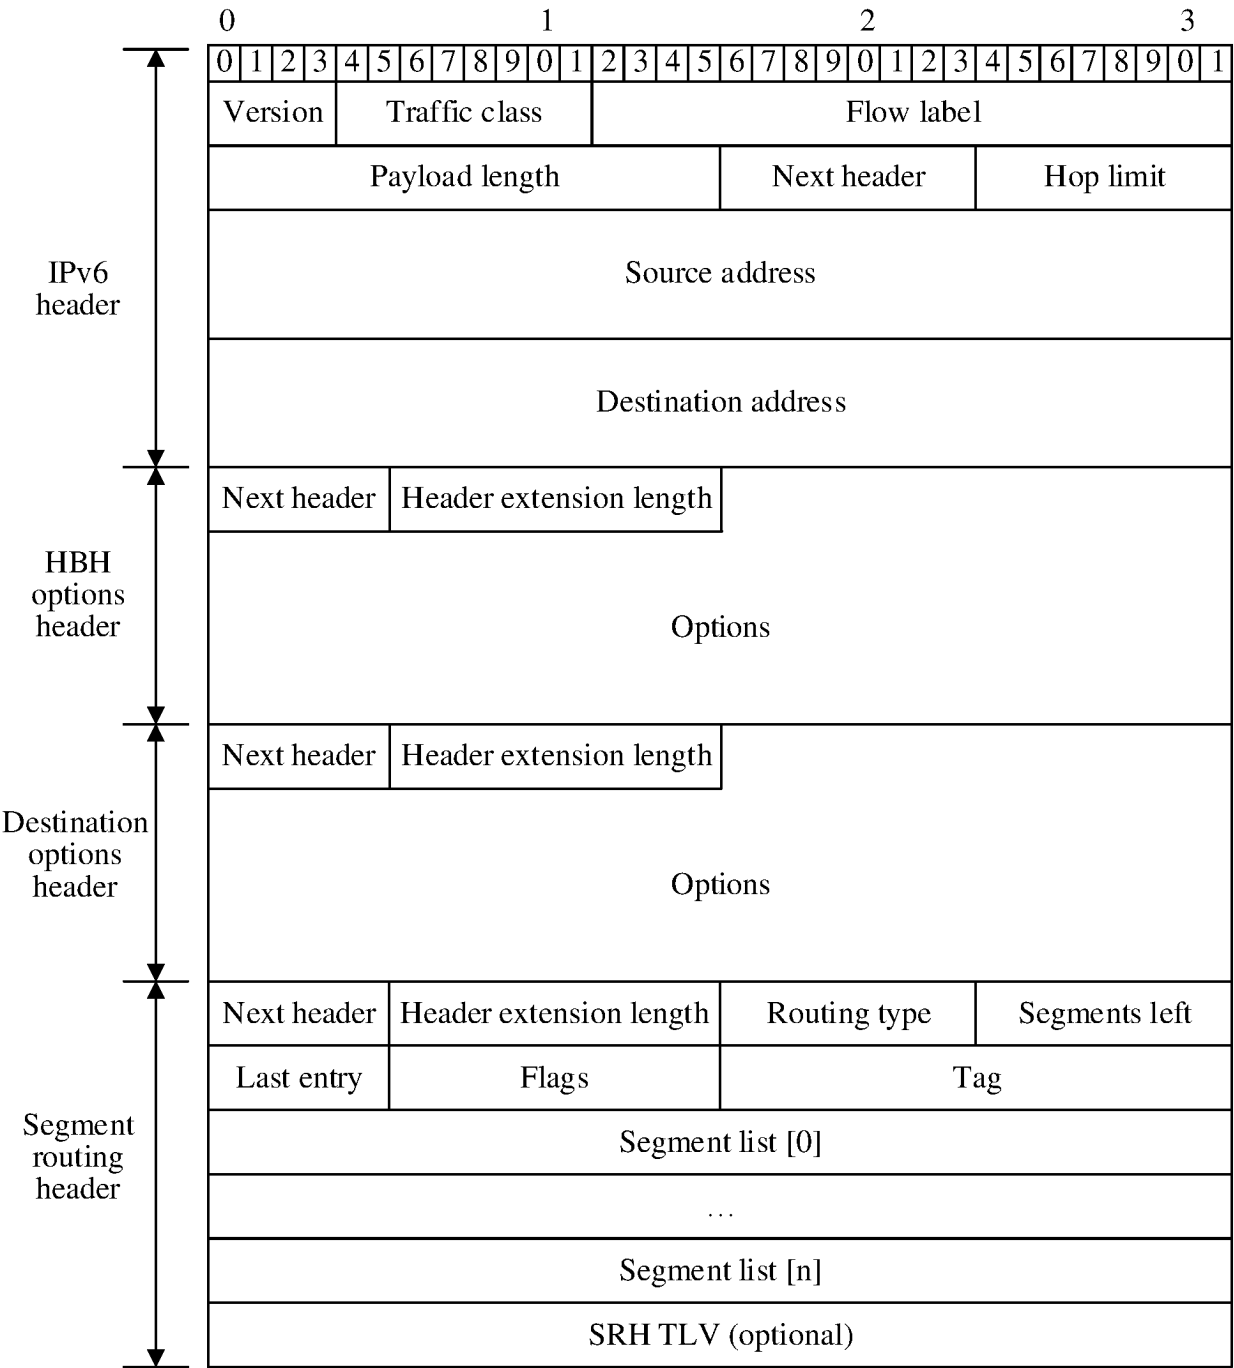 0 1 2 3
0 1 2 3 4 5 6 7 8 9 0 1 2 3 4 5 6 7 8 9 0 1 2 3 4 5 6 7 8 9 0 1
Version Traffic class Flow label
Payload length Next header Hop limit
IPv6
header
Source address
Destination address
HBH
options
header
Next header Header extension length
Options
Destination
options
header
Next header Header extension length
Options
Segment
routing
header
Next header Header extension length Routing type Segments left
Last entry Flags Tag
Segment list [0]
...
Segment list [n]
SRH TLV (optional)